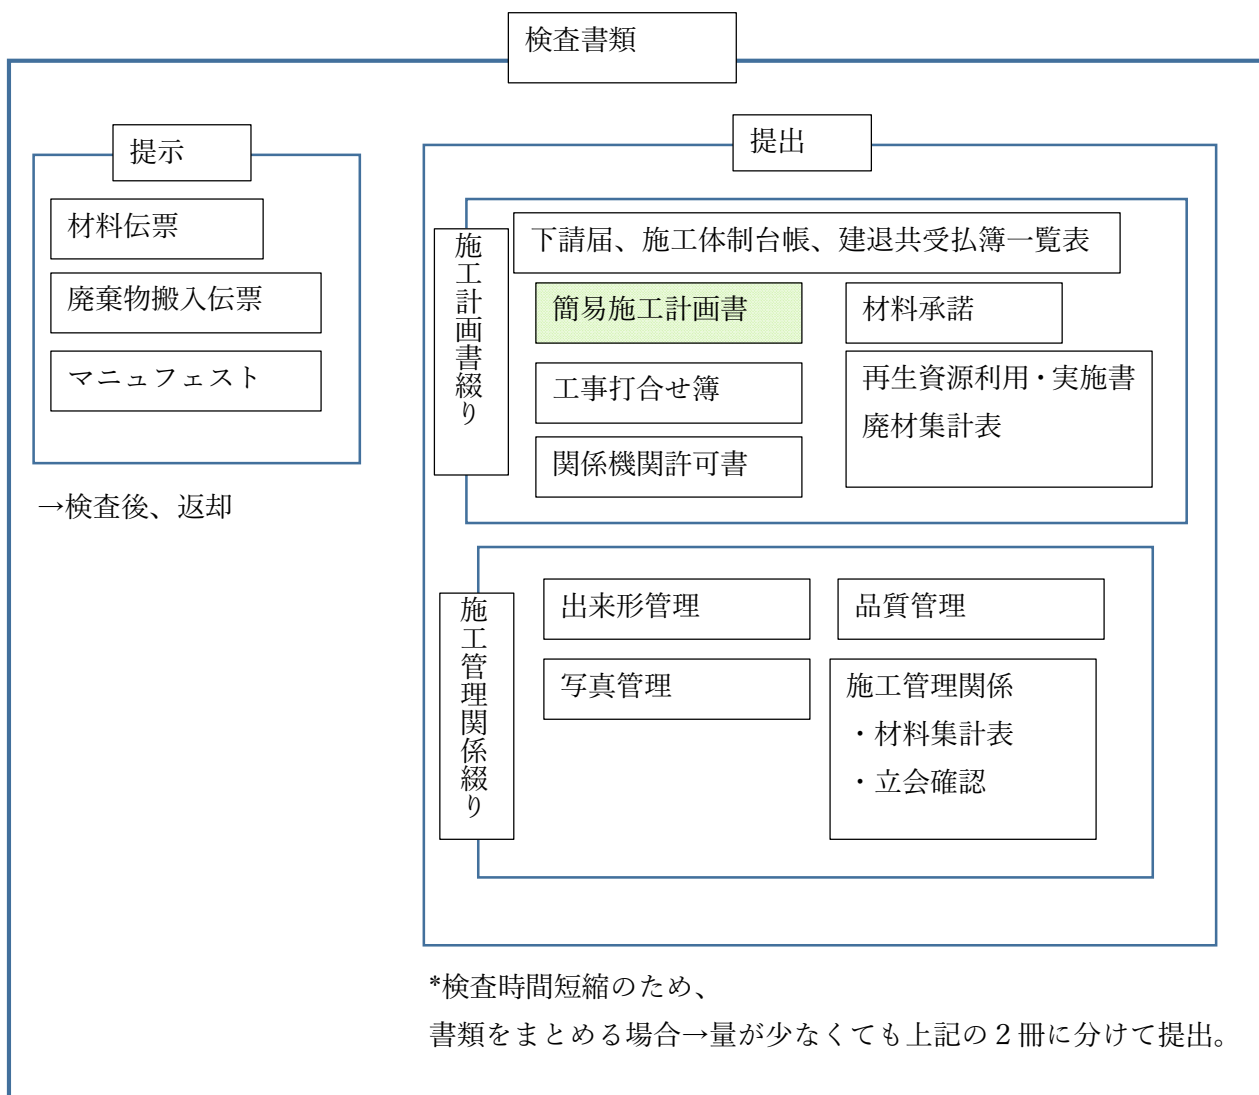 検査書類
提示
材料伝票
廃棄物搬入伝票
マニュフェスト
→検査後、返却
提出
施工計画書綴り
下請届、施工体制台帳、建退共受払簿一覧表
簡易施工計画書
材料承諾
工事打合せ簿
再生資源利用・実施書
廃材集計表
関係機関許可書
施工管理関係綴り
出来形管理
品質管理
写真管理
施工管理関係
・材料集計表
・立会確認
*検査時間短縮のため、
書類をまとめる場合→量が少なくても上記の２冊に分けて提出。